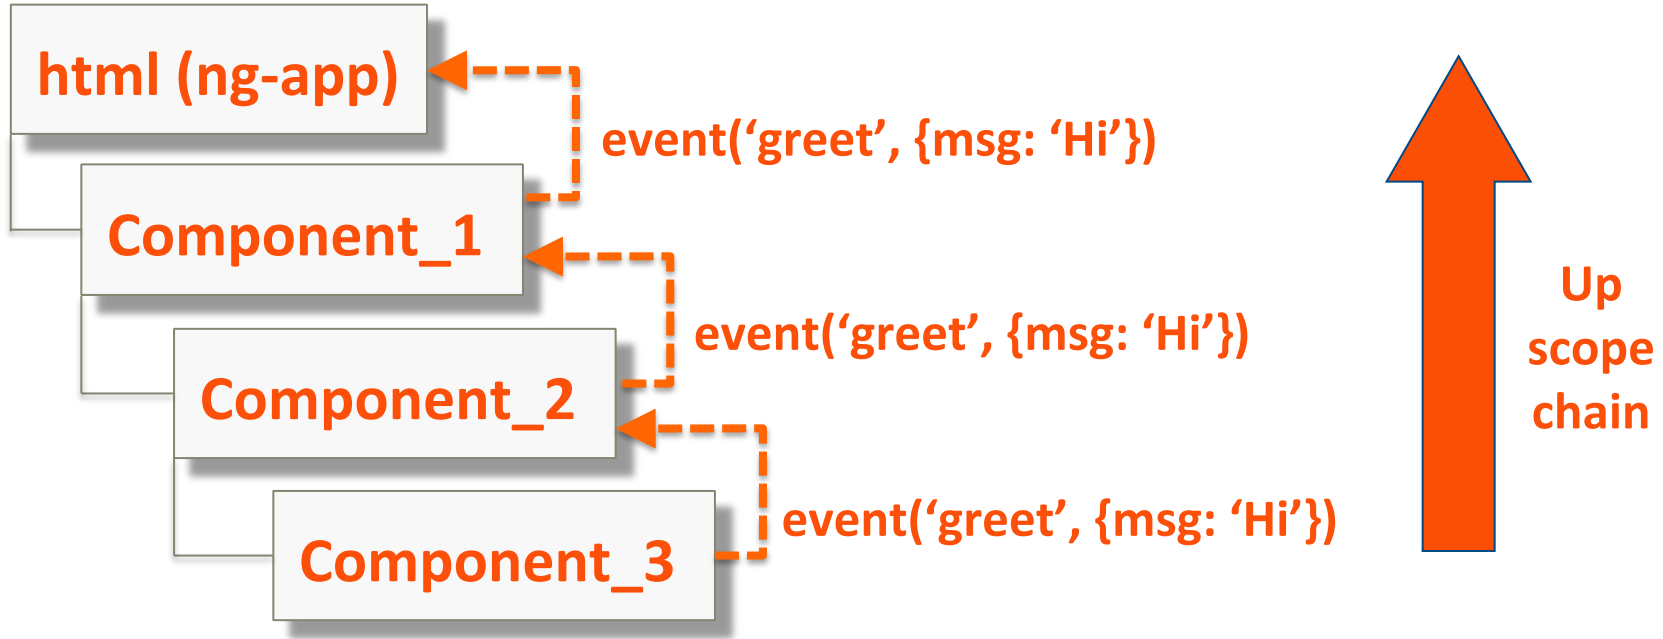 html (ng-app)
event(‘greet’, {msg: ‘Hi’})
Component_1
event(‘greet’, {msg: ‘Hi’})
Component_2
event(‘greet’, {msg: ‘Hi’})
Component_3
Up
scope
chain